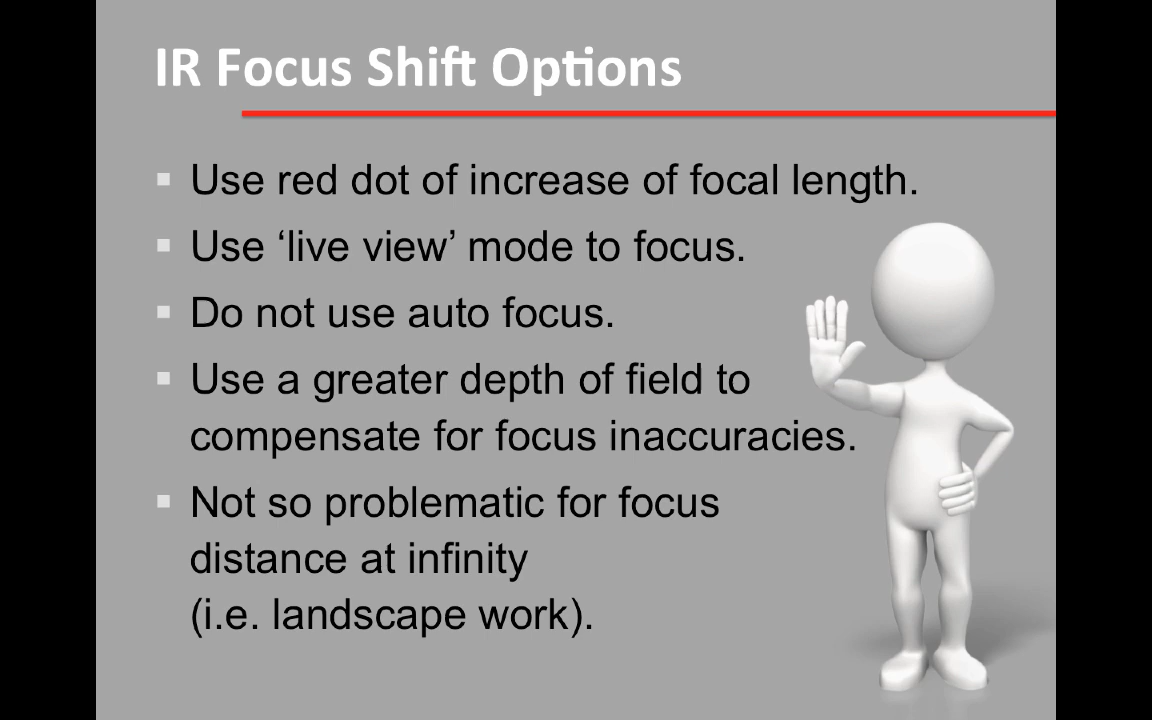 IR Focus Shift Options
Use red dot of increase of focal length.
Use ‘live view’ mode to focus.
Do not use auto focus.
Use a greater depth of field to
compensate for focus inaccuracies.
Not so problematic for focus
distance at infinity
(i.e. landscape work).